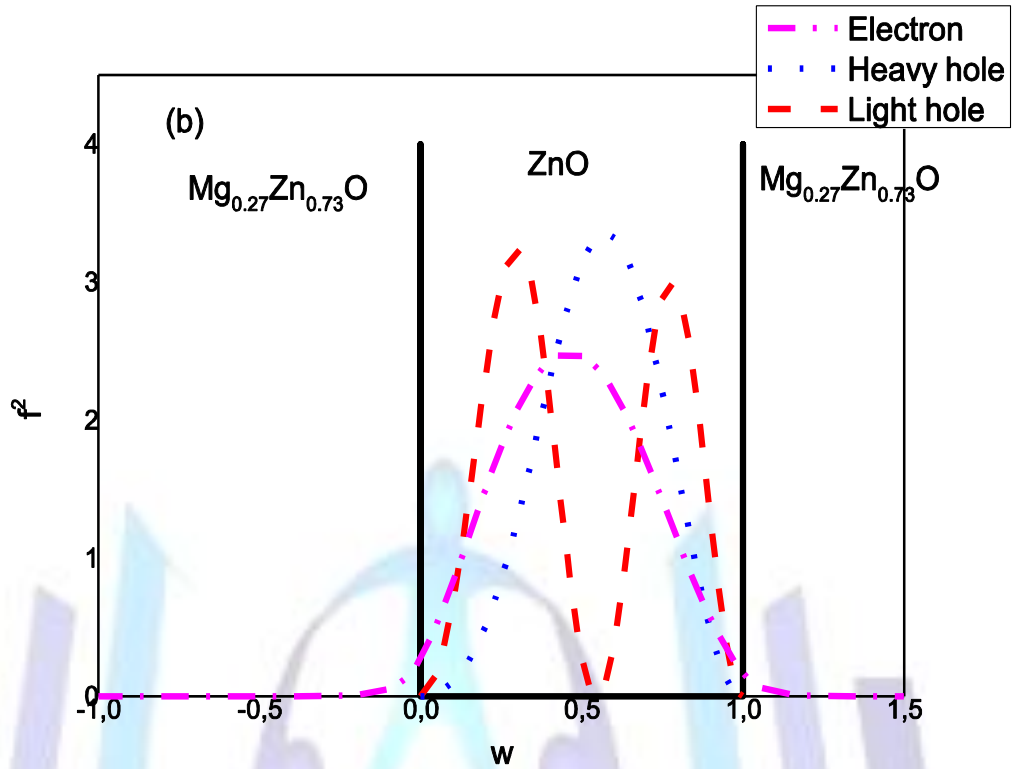 Electron
Heavy hole
Light hole
(b)
4
ZnO
Mg0.27Zn0.73O
Mg0.27Zn0.73O
3
f²
2
1
0
-1,0 -0,5 0,0 0,5 1,0 1,5
w